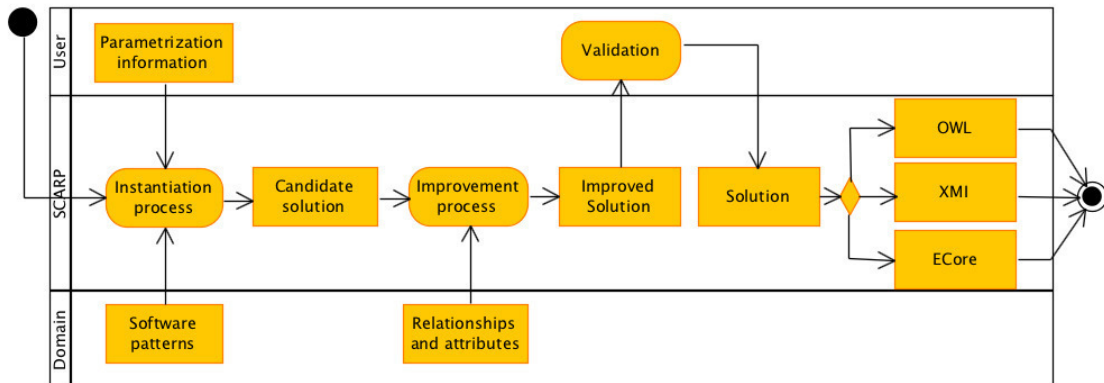 User
Parametrization
information
Validation
SCARP
Instantiation
process
Candidate
solution
Improvement
process
Improved
Solution
Solution
OWL
XMI
ECore
Domain
Software
patterns
Relationships
and attributes